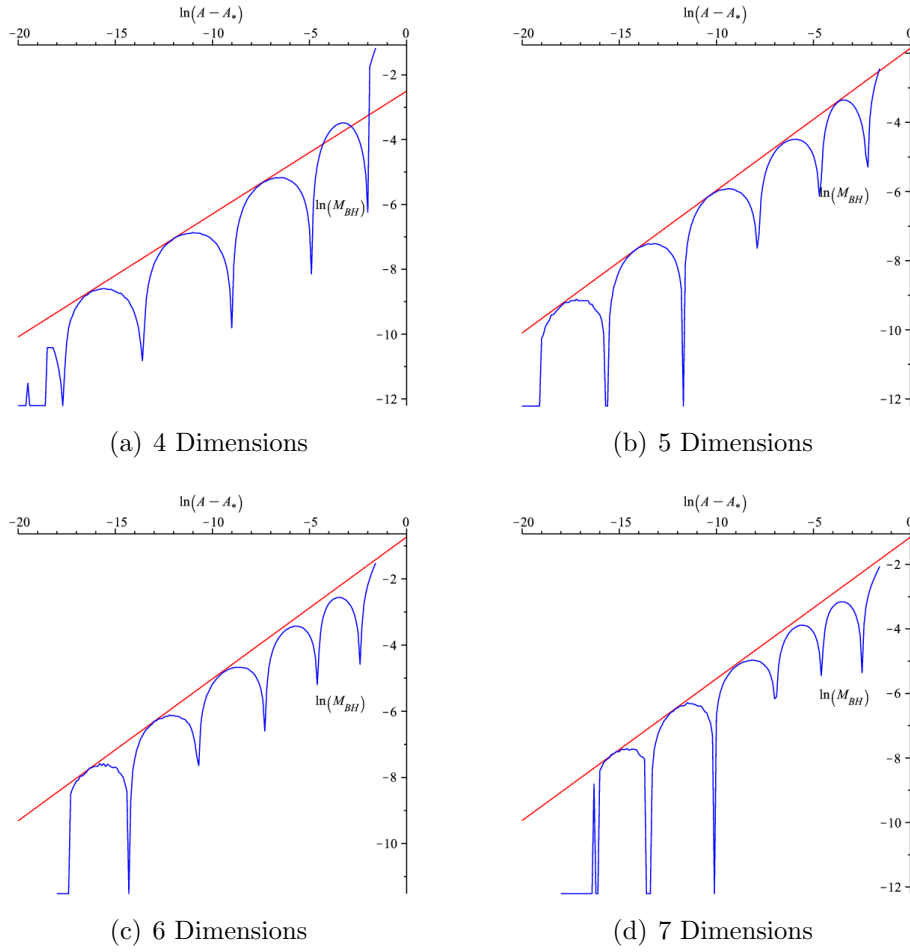 ln(A − A*)
-20 -15 -10 -5 0
-2
-4
-6
ln(M_BH)
-8
-10
-12
(a) 4 Dimensions
ln(A − A*)
-20 -15 -10 -5 0
-4
-6
ln(M_BH)
-8
-10
-12
(b) 5 Dimensions
ln(A − A*)
-20 -15 -10 -5 0
-2
-4
ln(M_BH)
-6
-8
-10
(c) 6 Dimensions
ln(A − A*)
-20 -15 -10 -5 0
-2
-4
ln(M_BH)
-6
-8
-10
-12
(d) 7 Dimensions